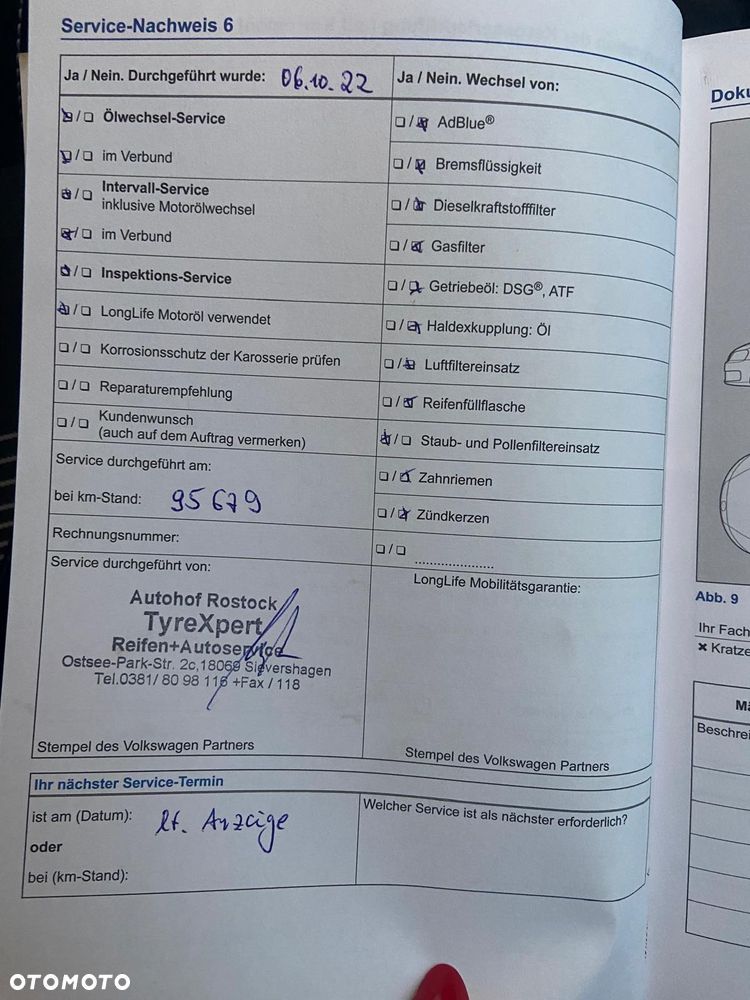 Service-Nachweis 6
Ja / Nein. Durchgeführt wurde: 06.10.22
☒/☐ Ölwechsel-Service
☒/☐ im Verbund
☒/☐ Intervall-Service
inklusive Motorölwechsel
☒/☐ im Verbund
☒/☐ Inspektions-Service
☒/☐ LongLife Motoröl verwendet
☐/☐ Korrosionsschutz der Karosserie prüfen
☐/☐ Reparaturempfehlung
☐/☐ Kundenwunsch
(auch auf dem Auftrag vermerken)
Service durchgeführt am:
bei km-Stand: 95679
Rechnungsnummer:
Service durchgeführt von:
Autohof Rostock
TyreXpert
Reifen+Autoservice
Ostsee-Park-Str. 2c,18069 Sievershagen
Tel.0381/ 80 98 116 +Fax / 118
Stempel des Volkswagen Partners
Ja / Nein. Wechsel von:
☐/☒ AdBlue®
☐/☒ Bremsflüssigkeit
☐/☒ Dieselkraftstofffilter
☐/☒ Gasfilter
☐/☒ Getriebeöl: DSG®, ATF
☐/☒ Haldexkupplung: Öl
☐/☒ Luftfiltereinsatz
☐/☒ Reifenfüllflasche
☒/☐ Staub- und Pollenfiltereinsatz
☐/☒ Zahnriemen
☐/☒ Zündkerzen
☐/☐ ......................
LongLife Mobilitätsgarantie:
Stempel des Volkswagen Partners
Ihr nächster Service-Termin
ist am (Datum): lt. Anzeige
oder
bei (km-Stand):
Welcher Service ist als nächster erforderlich?
Doku
Abb. 9
Ihr Fach
✖ Kratze
Mä
Beschrei
OTOMOTO